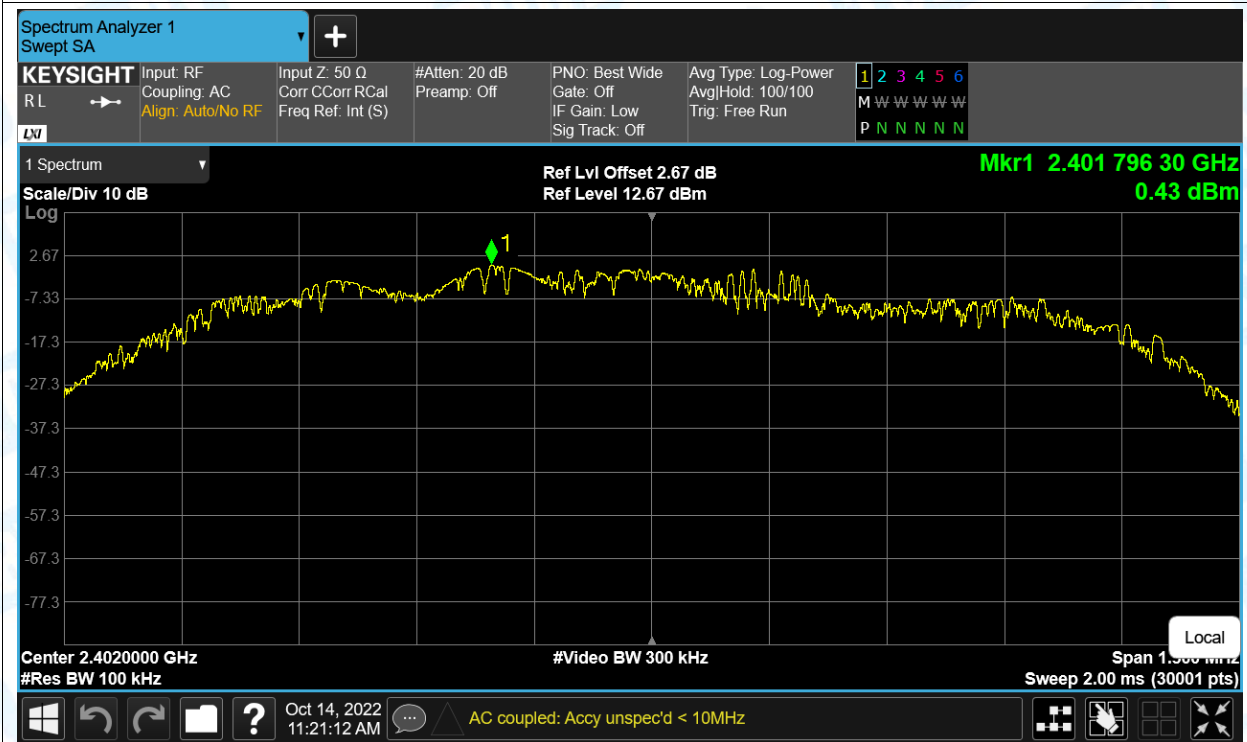 Spectrum Analyzer 1
Swept SA
KEYSIGHT
R L
LXI
Input: RF
Coupling: AC
Align: Auto/No RF
Input Z: 50 Ω
Corr CCorr RCal
Freq Ref: Int (S)
#Atten: 20 dB
Preamp: Off
PNO: Best Wide
Gate: Off
IF Gain: Low
Sig Track: Off
Avg Type: Log-Power
Avg|Hold: 100/100
Trig: Free Run
1 2 3 4 5 6
M W W W W W
P N N N N N
1 Spectrum
Scale/Div 10 dB
Log
Ref Lvl Offset 2.67 dB
Ref Level 12.67 dBm
Mkr1 2.401 796 30 GHz
0.43 dBm
1
2.67
-7.33
-17.3
-27.3
-37.3
-47.3
-57.3
-67.3
-77.3
Local
Center 2.4020000 GHz
#Video BW 300 kHz
Span
#Res BW 100 kHz
Sweep 2.00 ms (30001 pts)
?
Oct 14, 2022
11:21:12 AM
AC coupled: Accy unspec'd < 10MHz